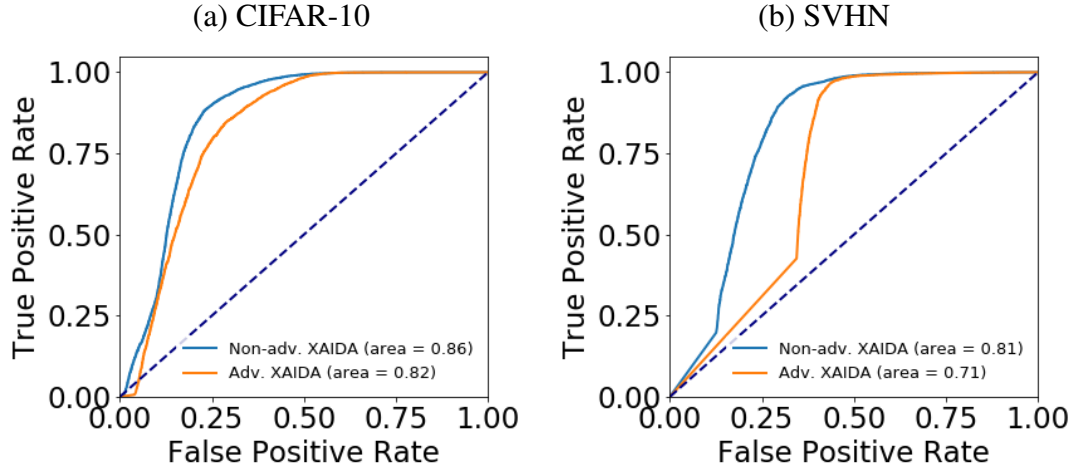 (a) CIFAR-10
1.00
0.75
0.50
0.25
0.00
True Positive Rate
Non-adv. XAIDA (area = 0.86)
Adv. XAIDA (area = 0.82)
0.00 0.25 0.50 0.75 1.00
False Positive Rate
(b) SVHN
1.00
0.75
0.50
0.25
0.00
True Positive Rate
Non-adv. XAIDA (area = 0.81)
Adv. XAIDA (area = 0.71)
0.00 0.25 0.50 0.75 1.00
False Positive Rate